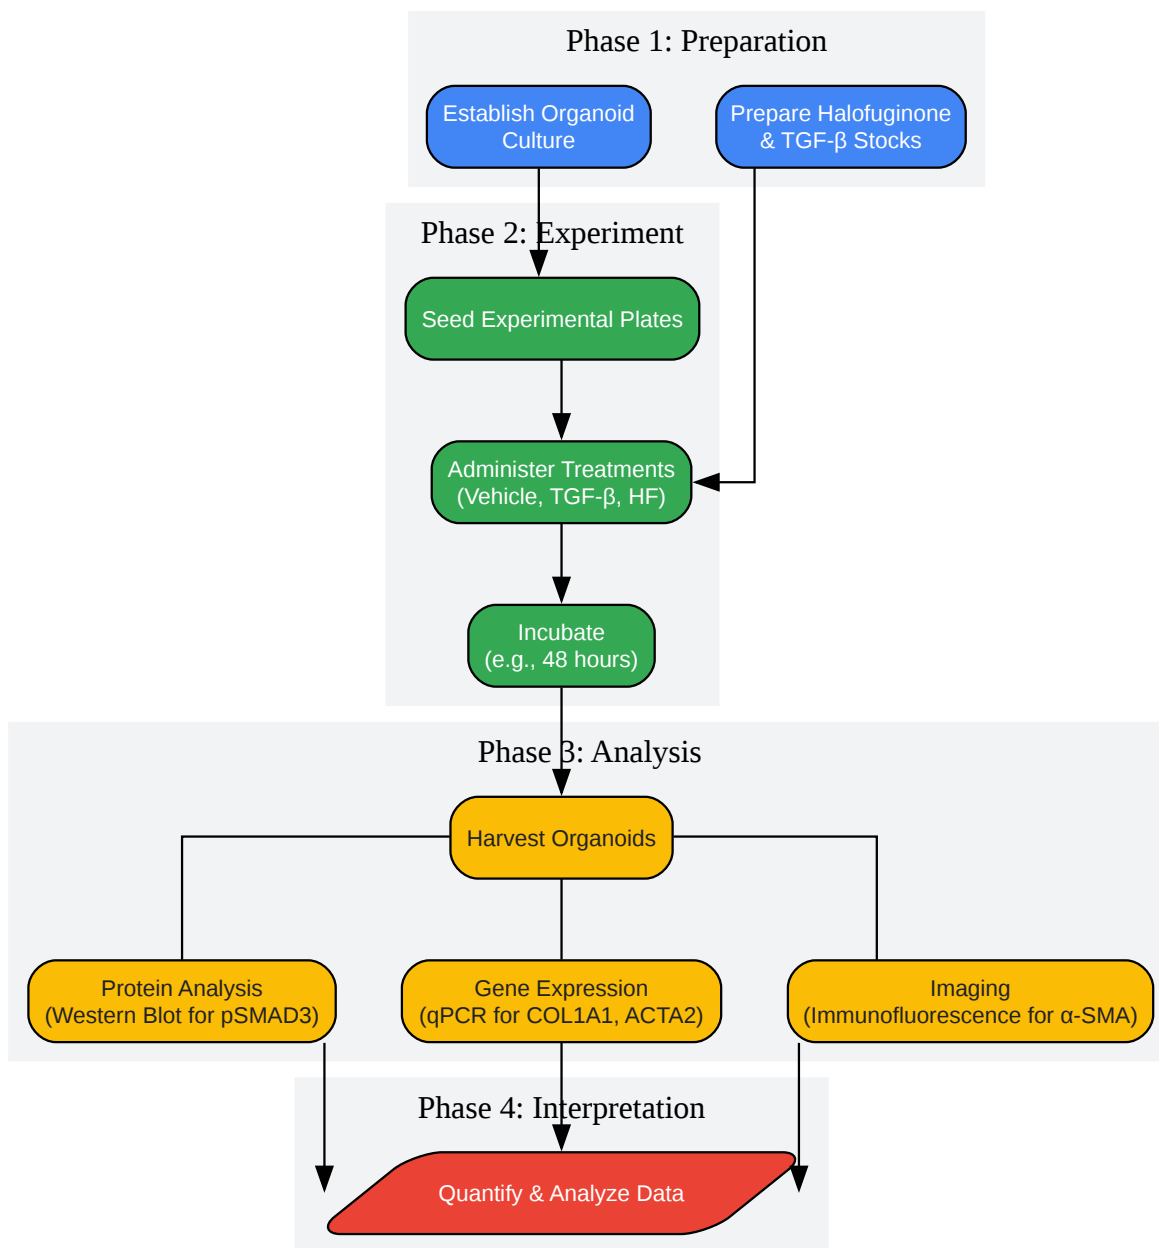 Phase 1: Preparation
Establish Organoid
Culture
Prepare Halofuginone
& TGF-β Stocks
Phase 2: Experiment
Seed Experimental Plates
Administer Treatments
(Vehicle, TGF-β, HF)
Incubate
(e.g., 48 hours)
Phase 3: Analysis
Harvest Organoids
Protein Analysis
(Western Blot for pSMAD3)
Gene Expression
(qPCR for COL1A1, ACTA2)
Imaging
(Immunofluorescence for α-SMA)
Phase 4: Interpretation
Quantify & Analyze Data